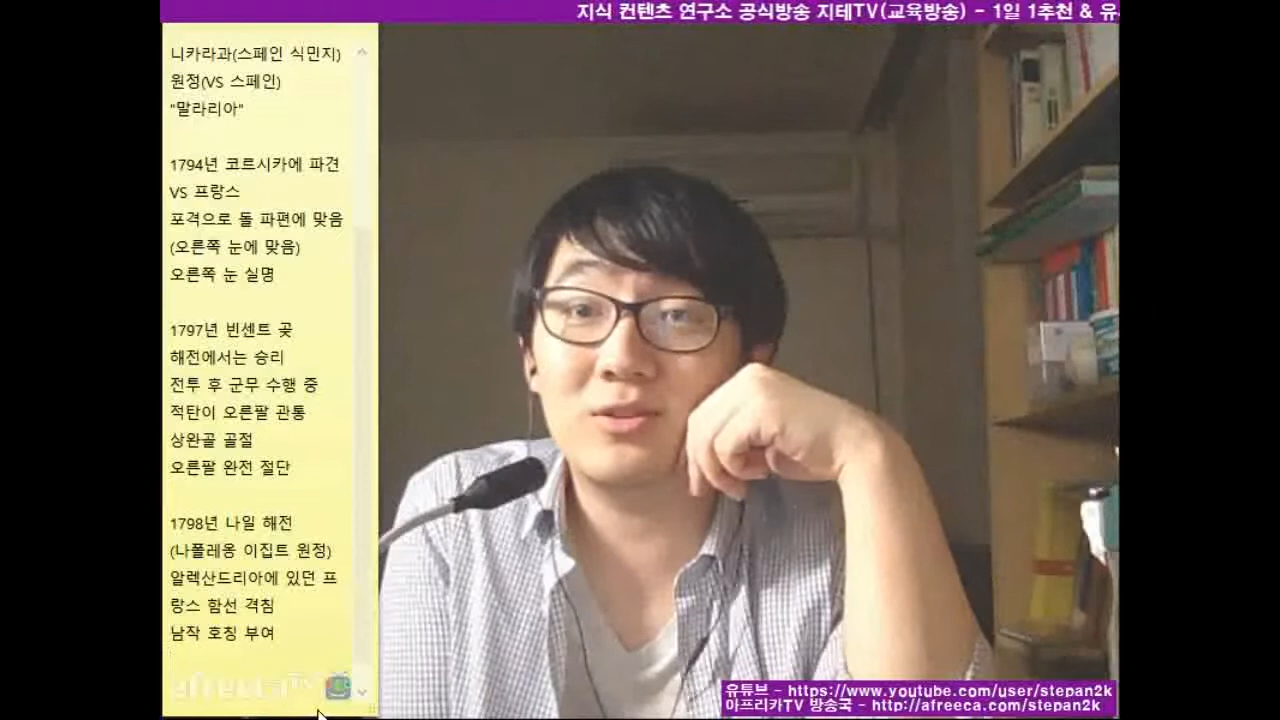 지식 컨텐츠 연구소 공식방송 지테TV(교육방송) - 1일 1추천 & 유
니카라과(스페인 식민지)
원정(VS 스페인)
"말라리아"
1794년 코르시카에 파견
VS 프랑스
포격으로 돌 파편에 맞음
(오른쪽 눈에 맞음)
오른쪽 눈 실명
1797년 빈센트 곶
해전에서는 승리
전투 후 군무 수행 중
적탄이 오른팔 관통
상완골 골절
오른팔 완전 절단
1798년 나일 해전
(나폴레옹 이집트 원정)
알렉산드리아에 있던 프
랑스 함선 격침
남작 호칭 부여
afreecaTV
유튜브 - https://www.youtube.com/user/stepan2k
아프리카TV 방송국 - http://afreeca.com/stepan2k